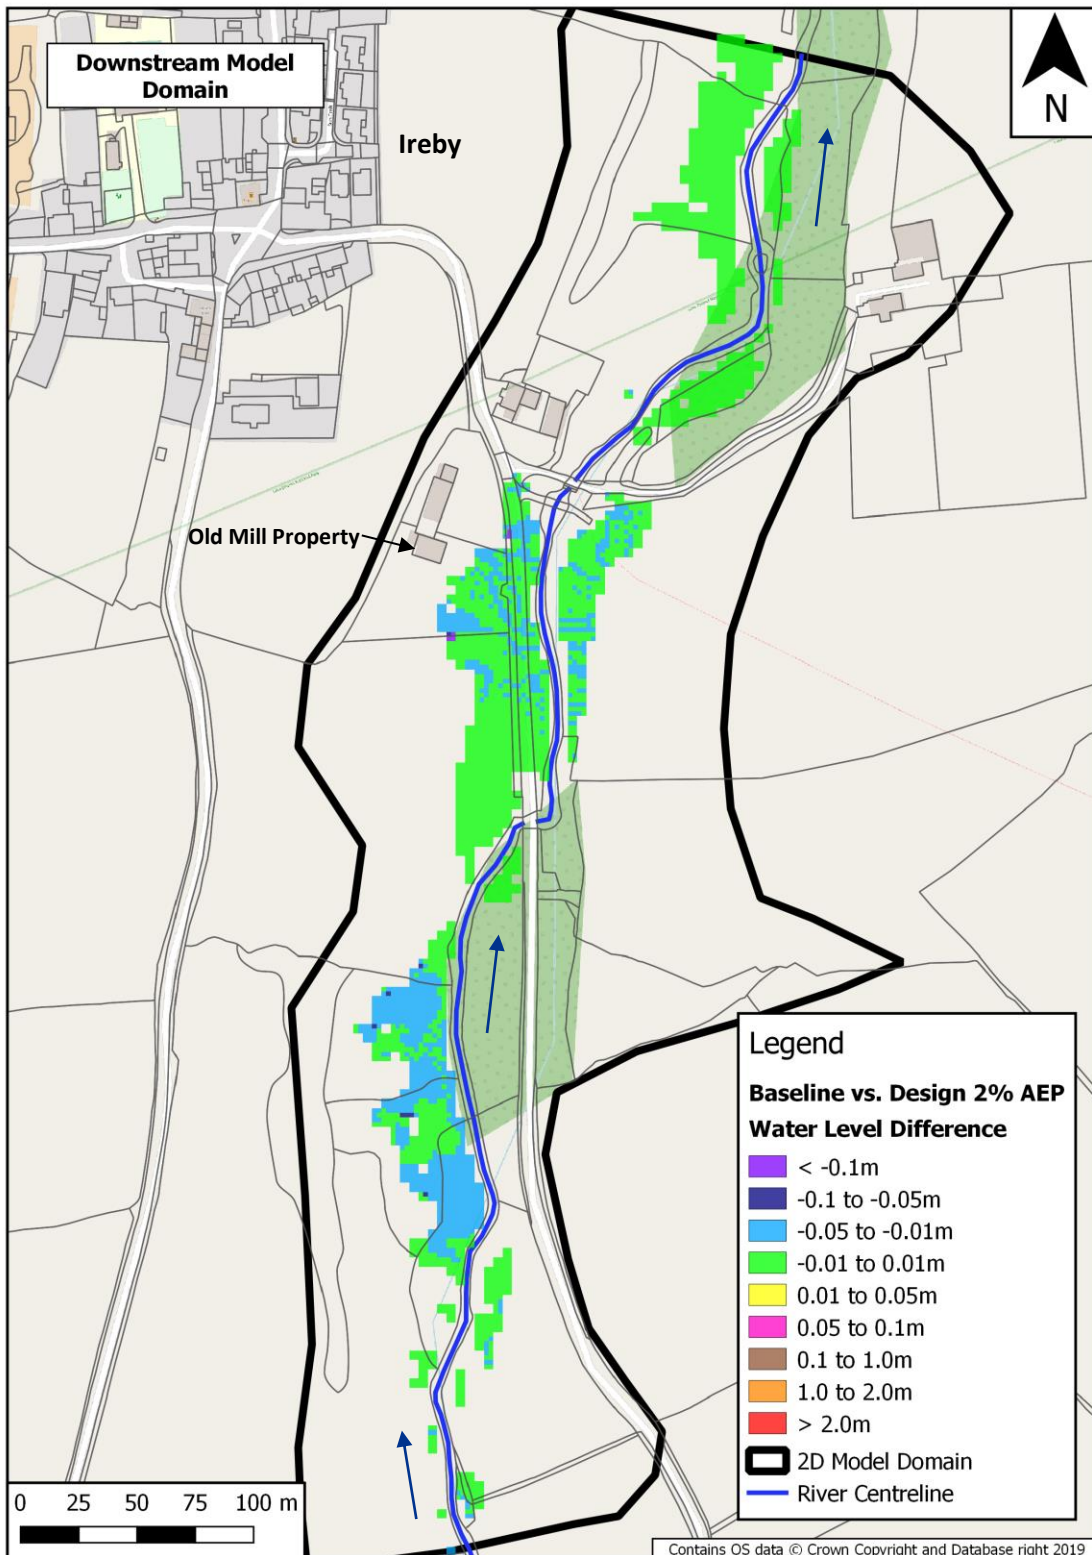 Downstream Model
Domain
Ireby
N
Old Mill Property
Legend
Baseline vs. Design 2% AEP
Water Level Difference
< -0.1m
-0.1 to -0.05m
-0.05 to -0.01m
-0.01 to 0.01m
0.01 to 0.05m
0.05 to 0.1m
0.1 to 1.0m
1.0 to 2.0m
> 2.0m
2D Model Domain
River Centreline
0 25 50 75 100 m
Contains OS data © Crown Copyright and Database right 2019